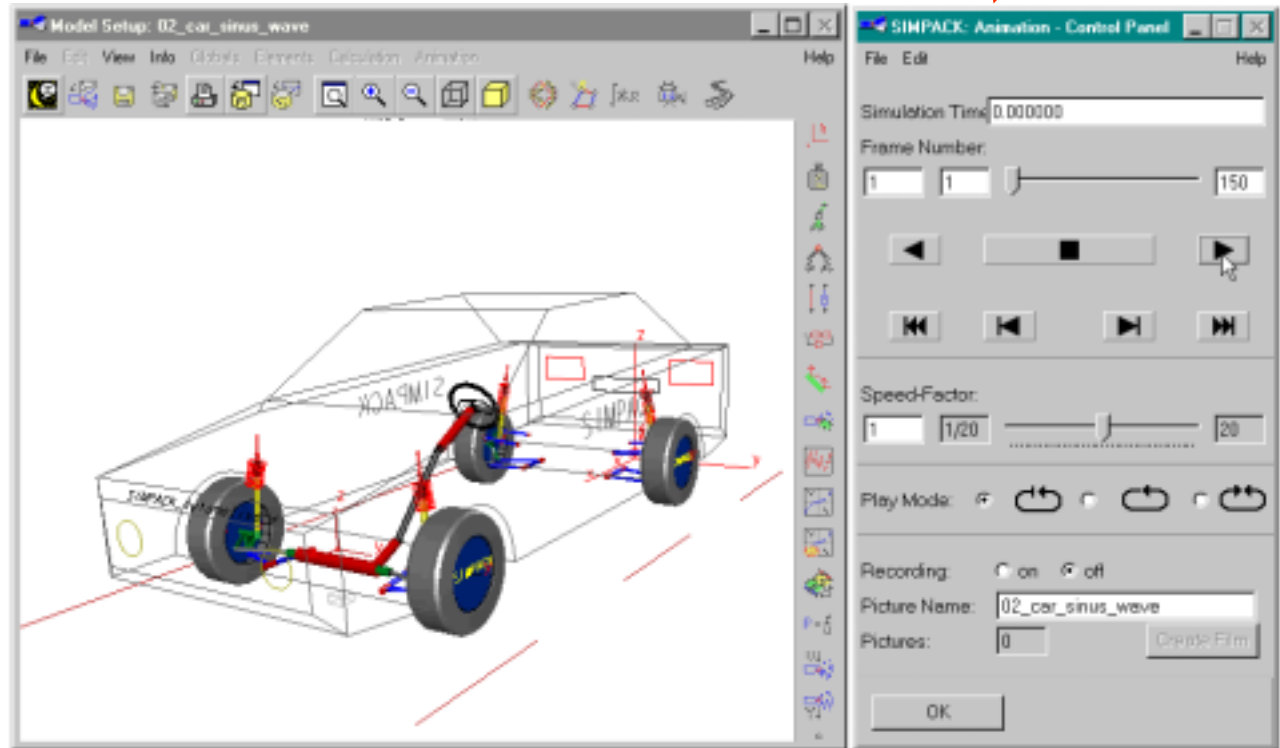 Model Setup: 02_car_sinus_wave
File Edit View Info Globals Elements Calculation Animation Help
SIMPACK
SIMPACK
SIMPACK
z
y
z
SIMPACK
SIMPACK: Animation - Control Panel
File Edit Help
Simulation Time 0.000000
Frame Number:
1 1 150
Speed-Factor:
1 1/20 20
Play Mode:
Recording: on off
Picture Name: 02_car_sinus_wave
Pictures: 0 Create Film
OK